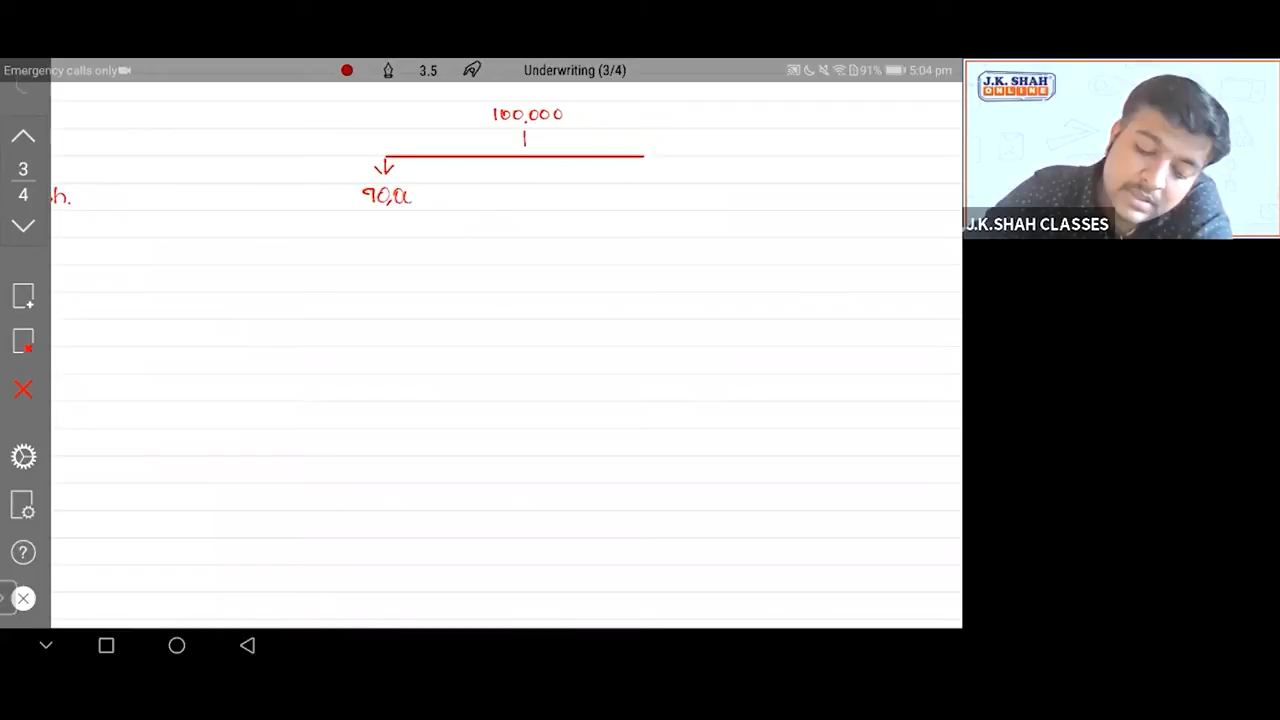 Emergency calls only
3.5
Underwriting (3/4)
91%
5:04 pm
J.K. SHAH
ONLINE
J.K.SHAH CLASSES
3
4
100,000
90,0
h.
?